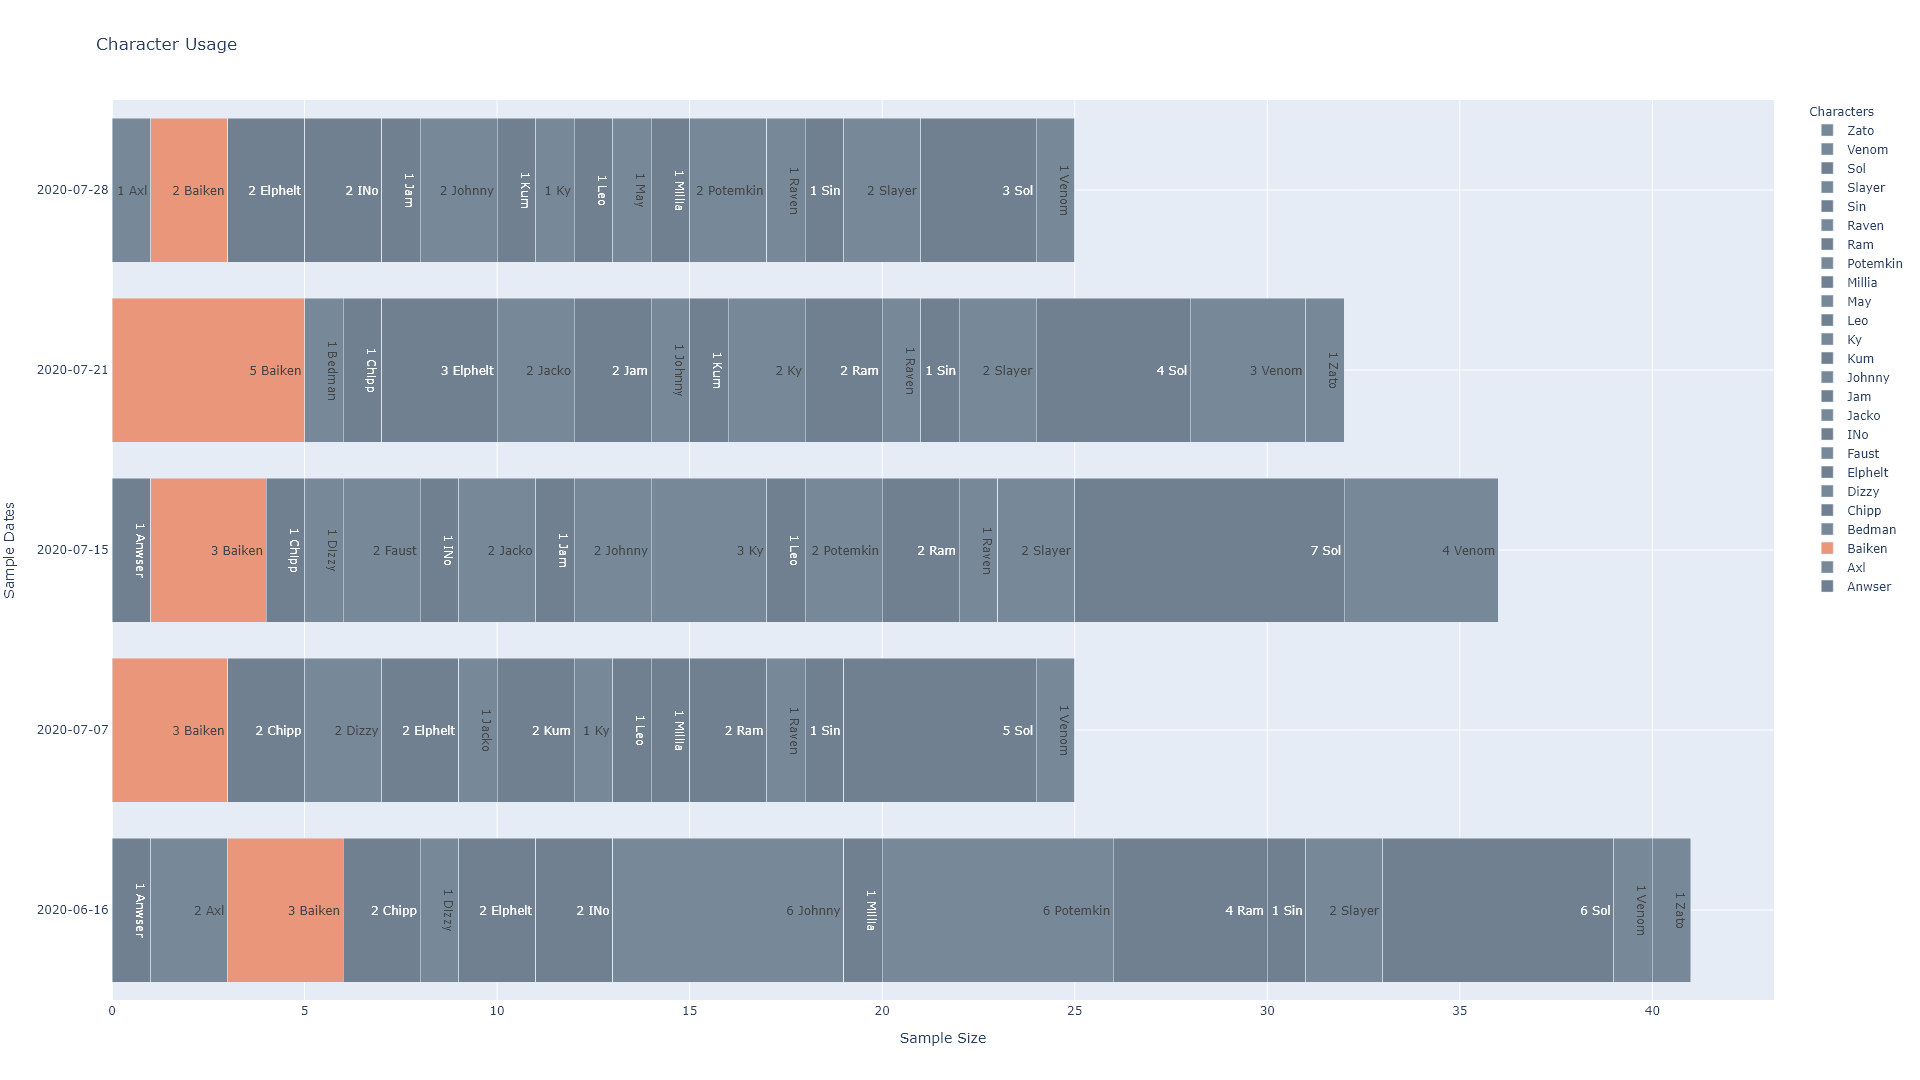 Character Usage
Sample Dates
2020-07-28
1 Axl
2 Baiken
2 Elphelt
2 INo
1 Jam
2 Johnny
1 Kum
1 Ky
1 Leo
1 May
1 Millia
2 Potemkin
1 Raven
1 Sin
2 Slayer
3 Sol
1 Venom
2020-07-21
5 Baiken
1 Bedman
1 Chipp
3 Elphelt
2 Jacko
2 Jam
1 Johnny
1 Kum
2 Ky
2 Ram
1 Raven
1 Sin
2 Slayer
4 Sol
3 Venom
1 Zato
2020-07-15
1 Anwser
3 Baiken
1 Chipp
1 Dizzy
2 Faust
1 INo
2 Jacko
1 Jam
2 Johnny
3 Ky
1 Leo
2 Potemkin
2 Ram
1 Raven
2 Slayer
7 Sol
4 Venom
2020-07-07
3 Baiken
2 Chipp
2 Dizzy
2 Elphelt
1 Jacko
2 Kum
1 Ky
1 Leo
1 Millia
2 Ram
1 Raven
1 Sin
5 Sol
1 Venom
2020-06-16
1 Anwser
2 Axl
3 Baiken
2 Chipp
1 Dizzy
2 Elphelt
2 INo
6 Johnny
1 Millia
6 Potemkin
4 Ram
1 Sin
2 Slayer
6 Sol
1 Venom
1 Zato
0 5 10 15 20 25 30 35 40
Sample Size
Characters
Zato
Venom
Sol
Slayer
Sin
Raven
Ram
Potemkin
Millia
May
Leo
Ky
Kum
Johnny
Jam
Jacko
INo
Faust
Elphelt
Dizzy
Chipp
Bedman
Baiken
Axl
Anwser